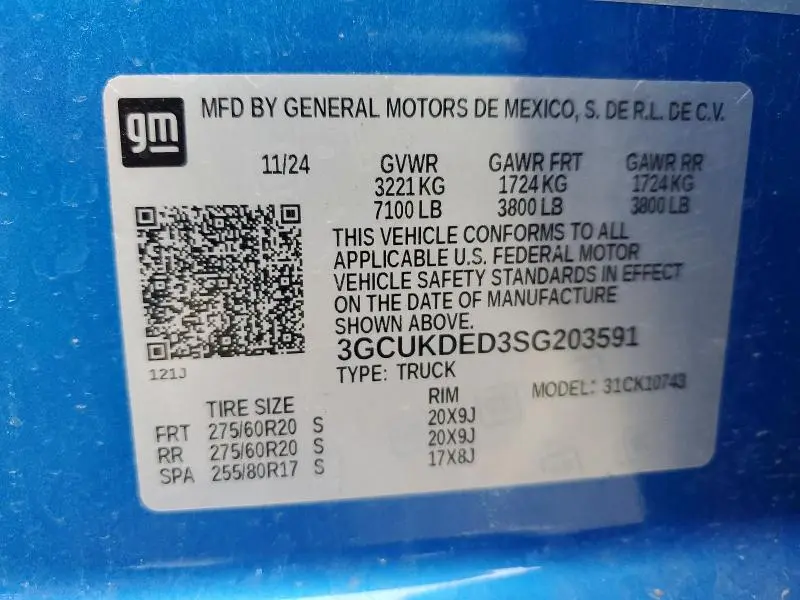 gm
MFD BY GENERAL MOTORS DE MEXICO, S. DE R.L. DE C.V.
11/24 GVWR GAWR FRT GAWR RR
3221 KG 1724 KG 1724 KG
7100 LB 3800 LB 3800 LB
THIS VEHICLE CONFORMS TO ALL
APPLICABLE U.S. FEDERAL MOTOR
VEHICLE SAFETY STANDARDS IN EFFECT
ON THE DATE OF MANUFACTURE
SHOWN ABOVE.
3GCUKDED3SG203591
121J
TYPE: TRUCK
MODEL: 31CK10743
TIRE SIZE RIM
FRT 275/60R20 S 20X9J
RR 275/60R20 S 20X9J
SPA 255/80R17 S 17X8J